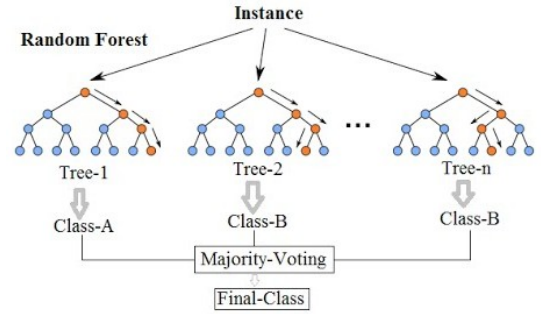 Instance
Random Forest
...
Tree-1
Tree-2
Tree-n
Class-A
Class-B
Class-B
Majority-Voting
Final-Class